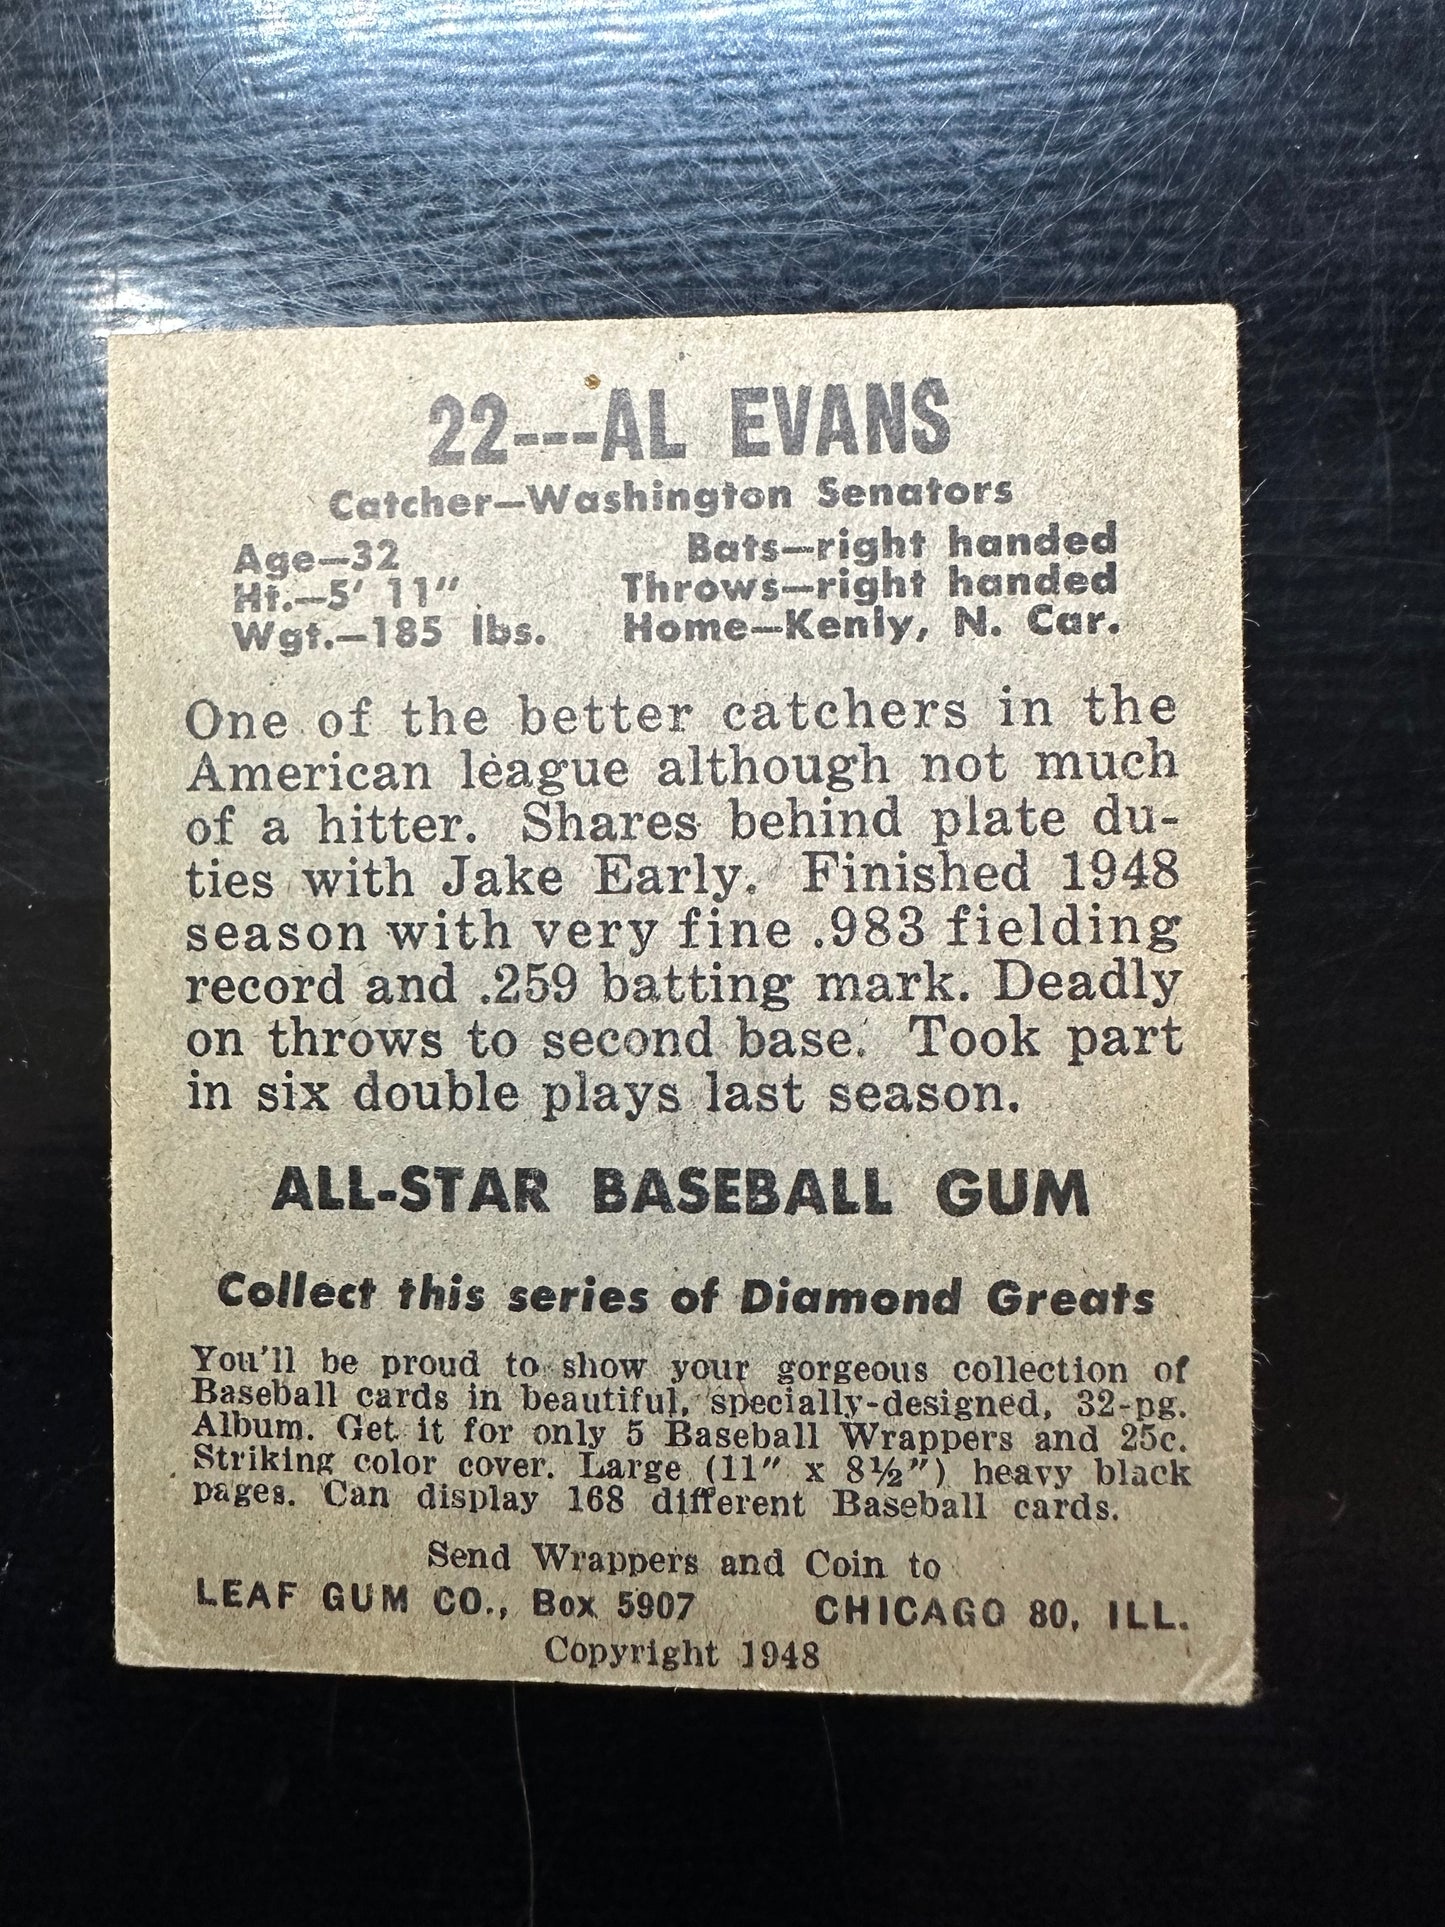 22---AL EVANS
Catcher—Washington Senators
Age—32 Bats—right handed
Ht.—5' 11" Throws—right handed
Wgt.—185 lbs. Home—Kenly, N. Car.
One of the better catchers in the
American league although not much
of a hitter. Shares behind plate du-
ties with Jake Early. Finished 1948
season with very fine .983 fielding
record and .259 batting mark. Deadly
on throws to second base. Took part
in six double plays last season.
ALL-STAR BASEBALL GUM
Collect this series of Diamond Greats
You'll be proud to show your gorgeous collection of
Baseball cards in beautiful, specially-designed, 32-pg.
Album. Get it for only 5 Baseball Wrappers and 25c.
Striking color cover. Large (11" x 8½") heavy black
pages. Can display 168 different Baseball cards.
Send Wrappers and Coin to
LEAF GUM CO., Box 5907 CHICAGO 80, ILL.
Copyright 1948